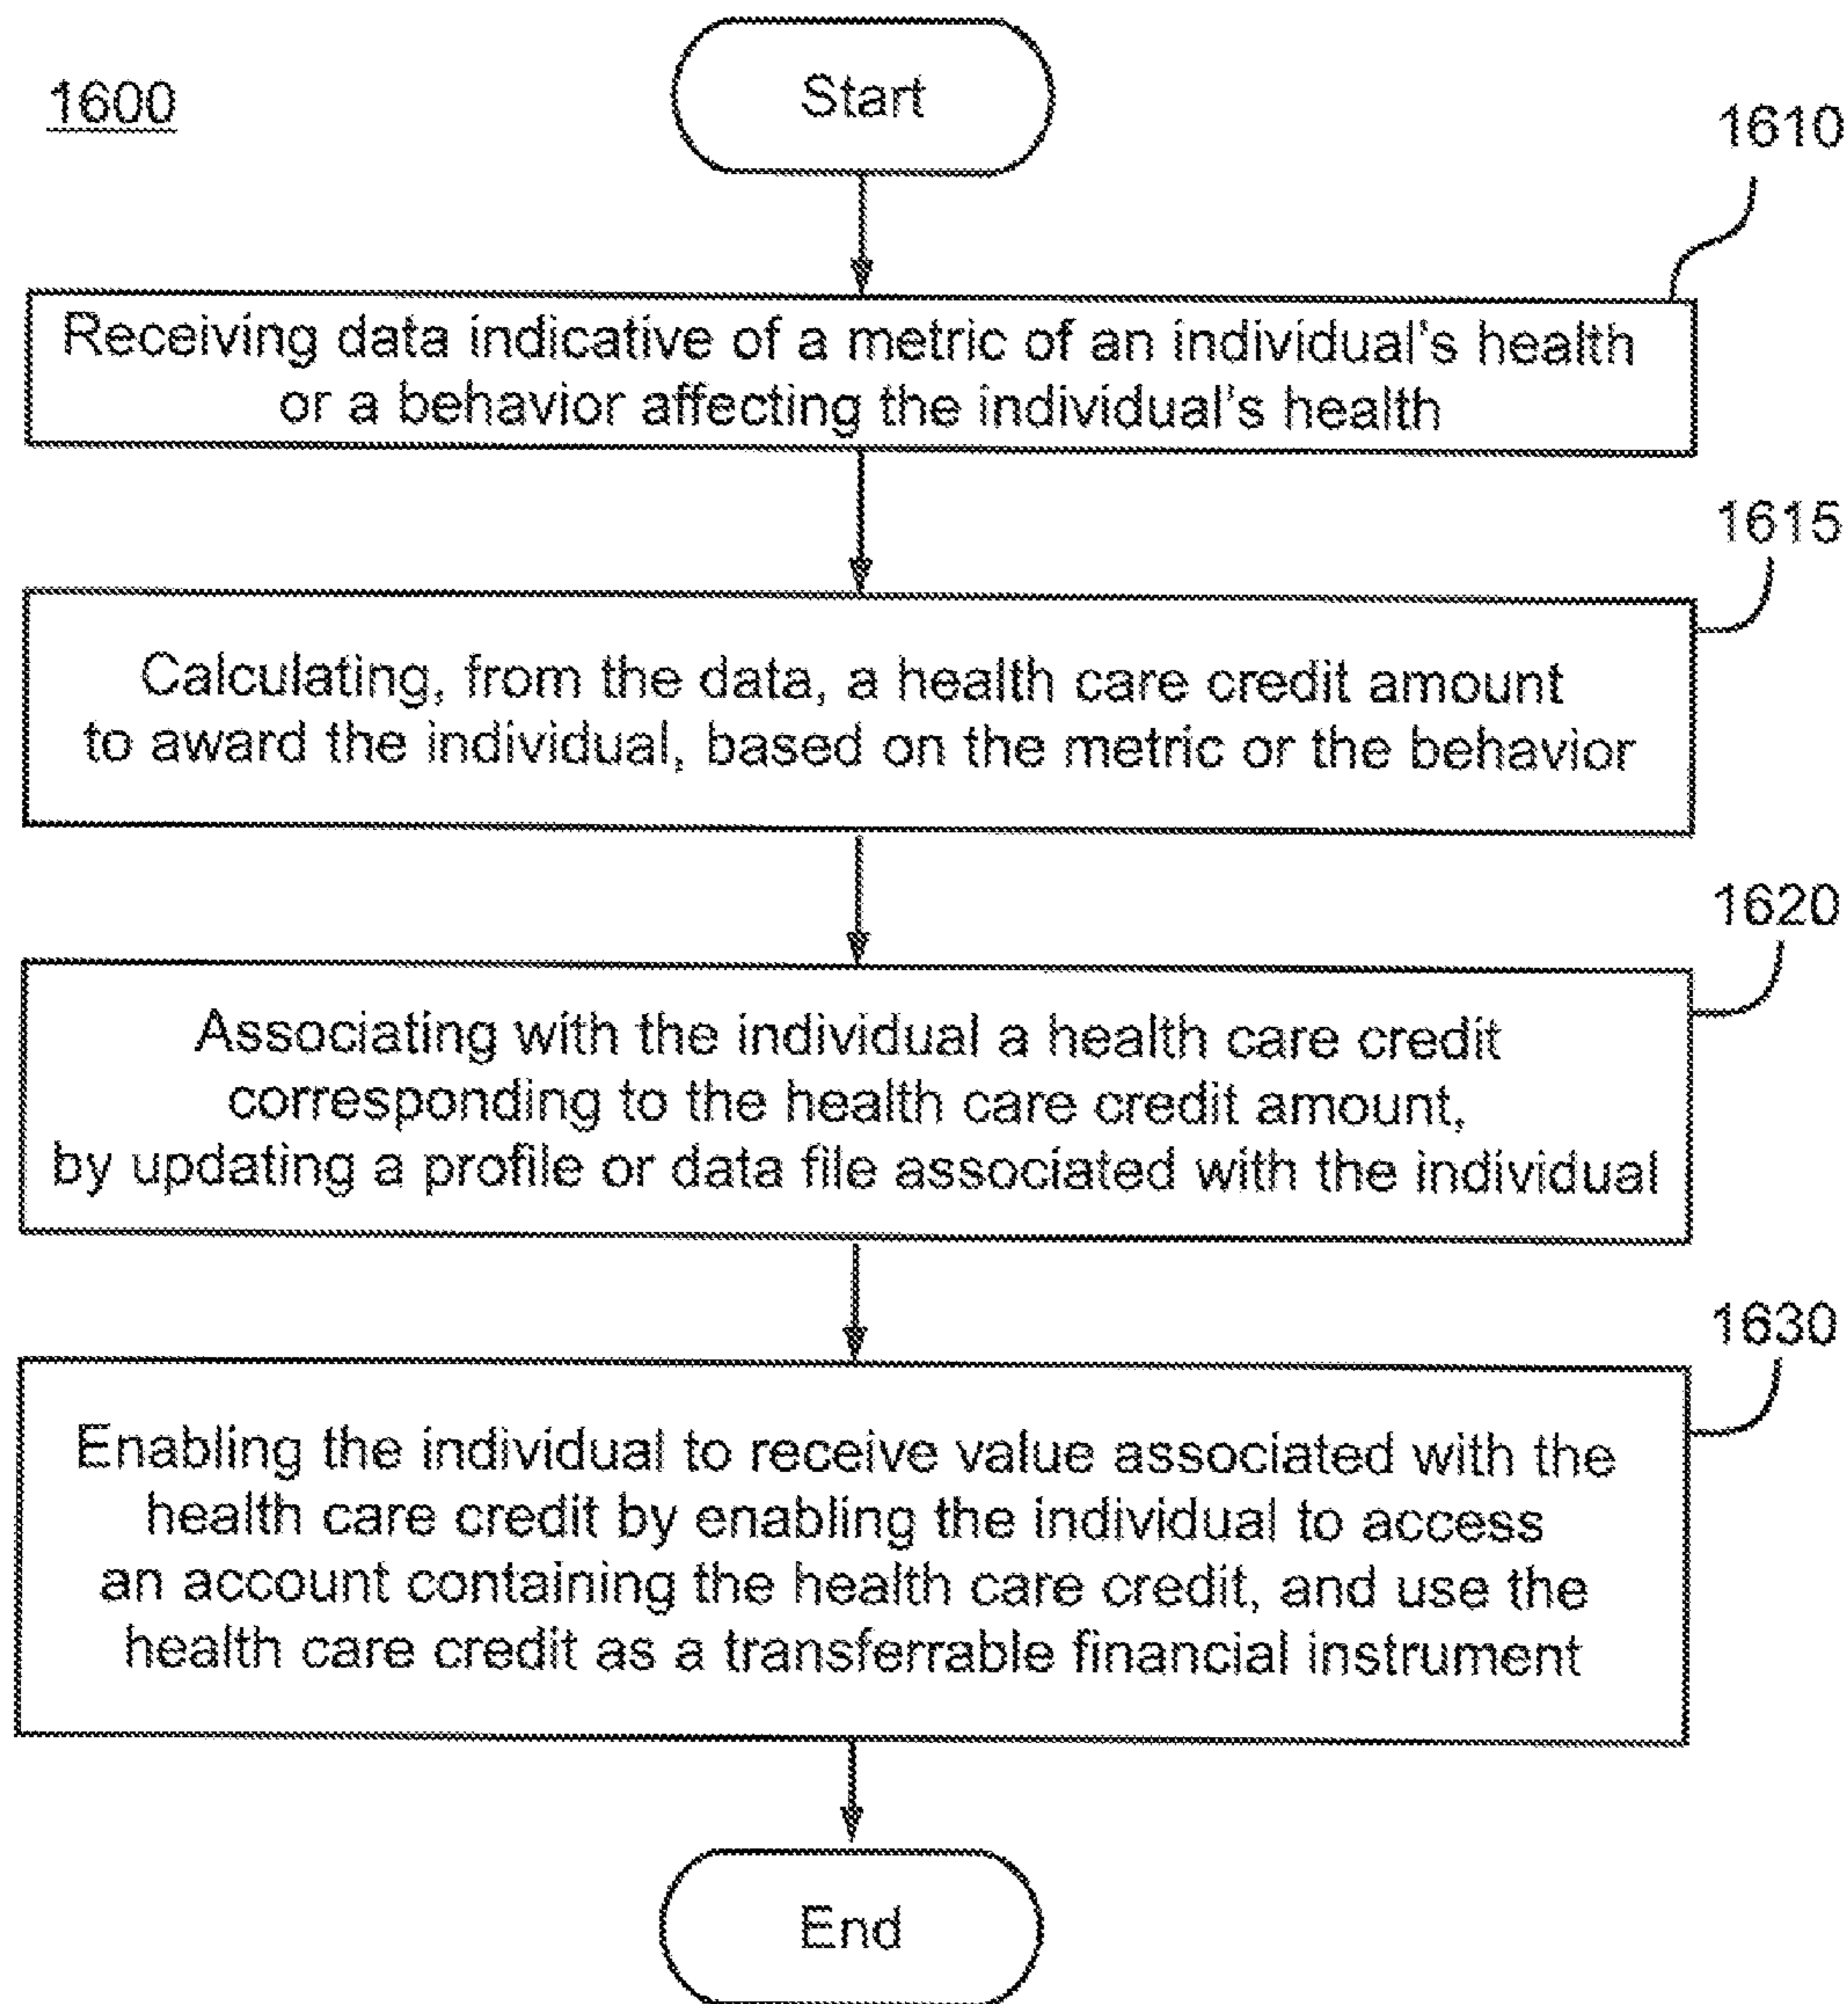 1600
Start
1610
Receiving data indicative of a metric of an individual's health
or a behavior affecting the individual's health
1615
Calculating, from the data, a health care credit amount
to award the individual, based on the metric or the behavior
1620
Associating with the individual a health care credit
corresponding to the health care credit amount,
by updating a profile or data file associated with the individual
1630
Enabling the individual to receive value associated with the
health care credit by enabling the individual to access
an account containing the health care credit, and use the
health care credit as a transferrable financial instrument
End